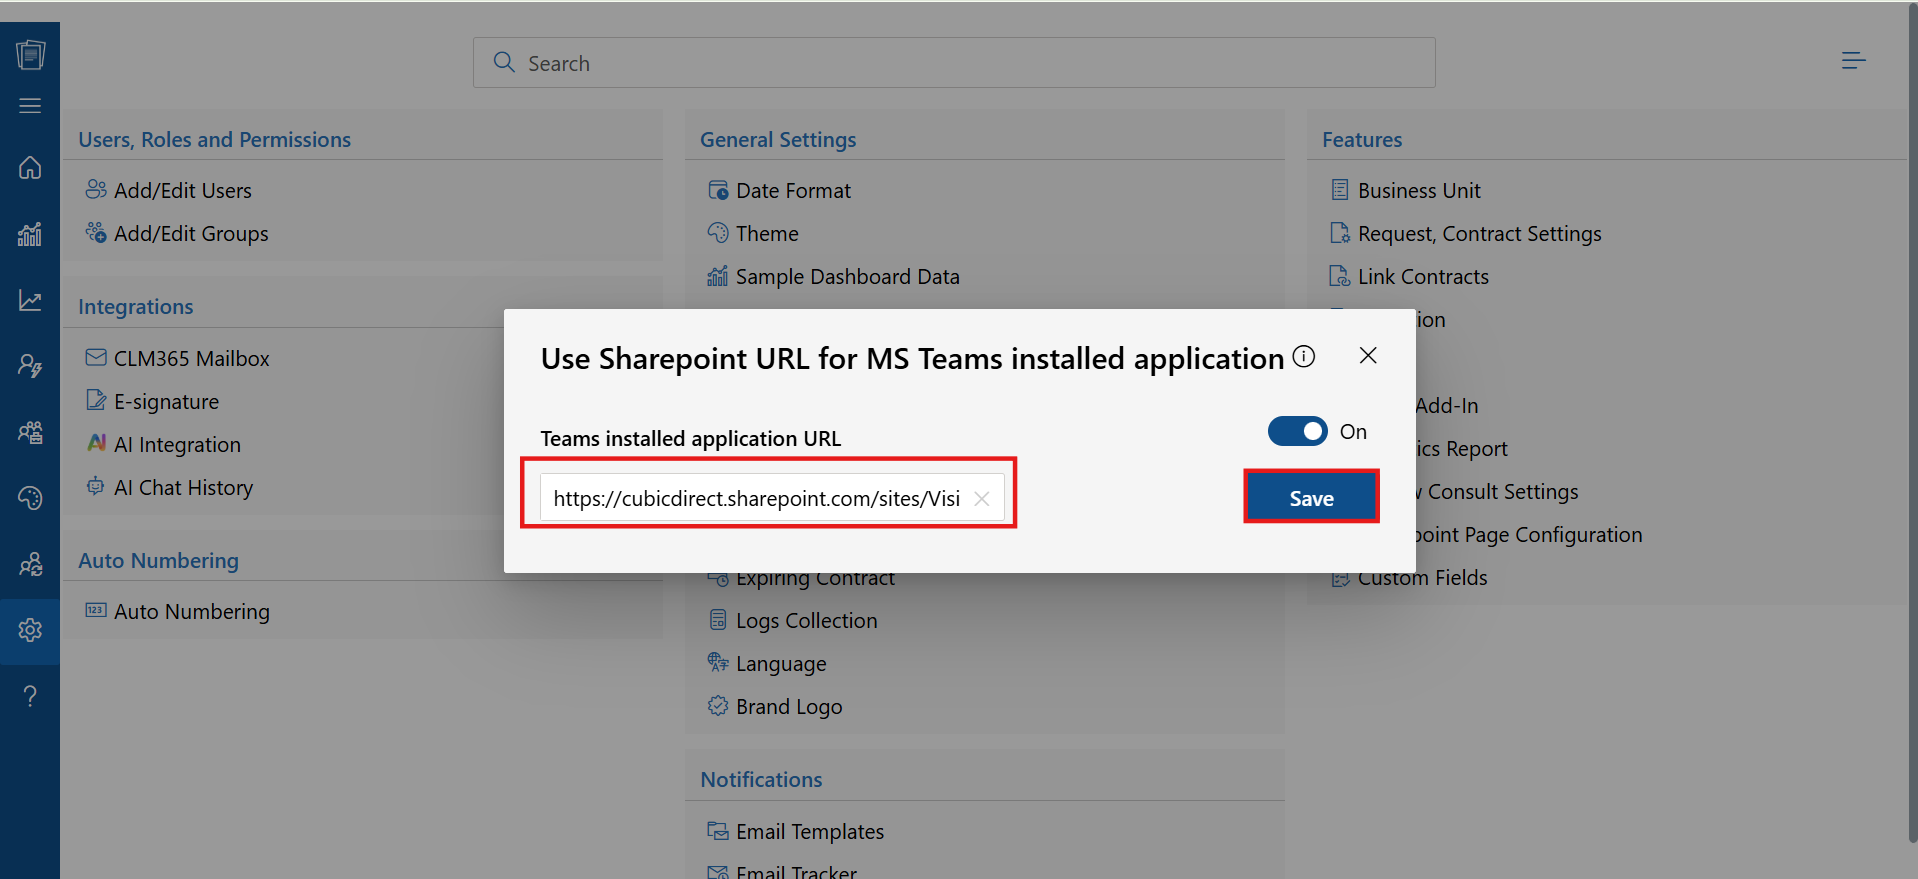 Search
Users, Roles and Permissions
Add/Edit Users
Add/Edit Groups
Integrations
CLM365 Mailbox
E-signature
AI Integration
AI Chat History
Auto Numbering
123 Auto Numbering
General Settings
Date Format
Theme
Sample Dashboard Data
Use Sharepoint URL for MS Teams installed application
Teams installed application URL
On
https://cubicdirect.sharepoint.com/sites/Visi
Save
Expiring Contract
Logs Collection
Language
Brand Logo
Notifications
Email Templates
Email Tracker
Features
Business Unit
Request, Contract Settings
Link Contracts
ion
Add-In
ics Report
Consult Settings
point Page Configuration
Custom Fields